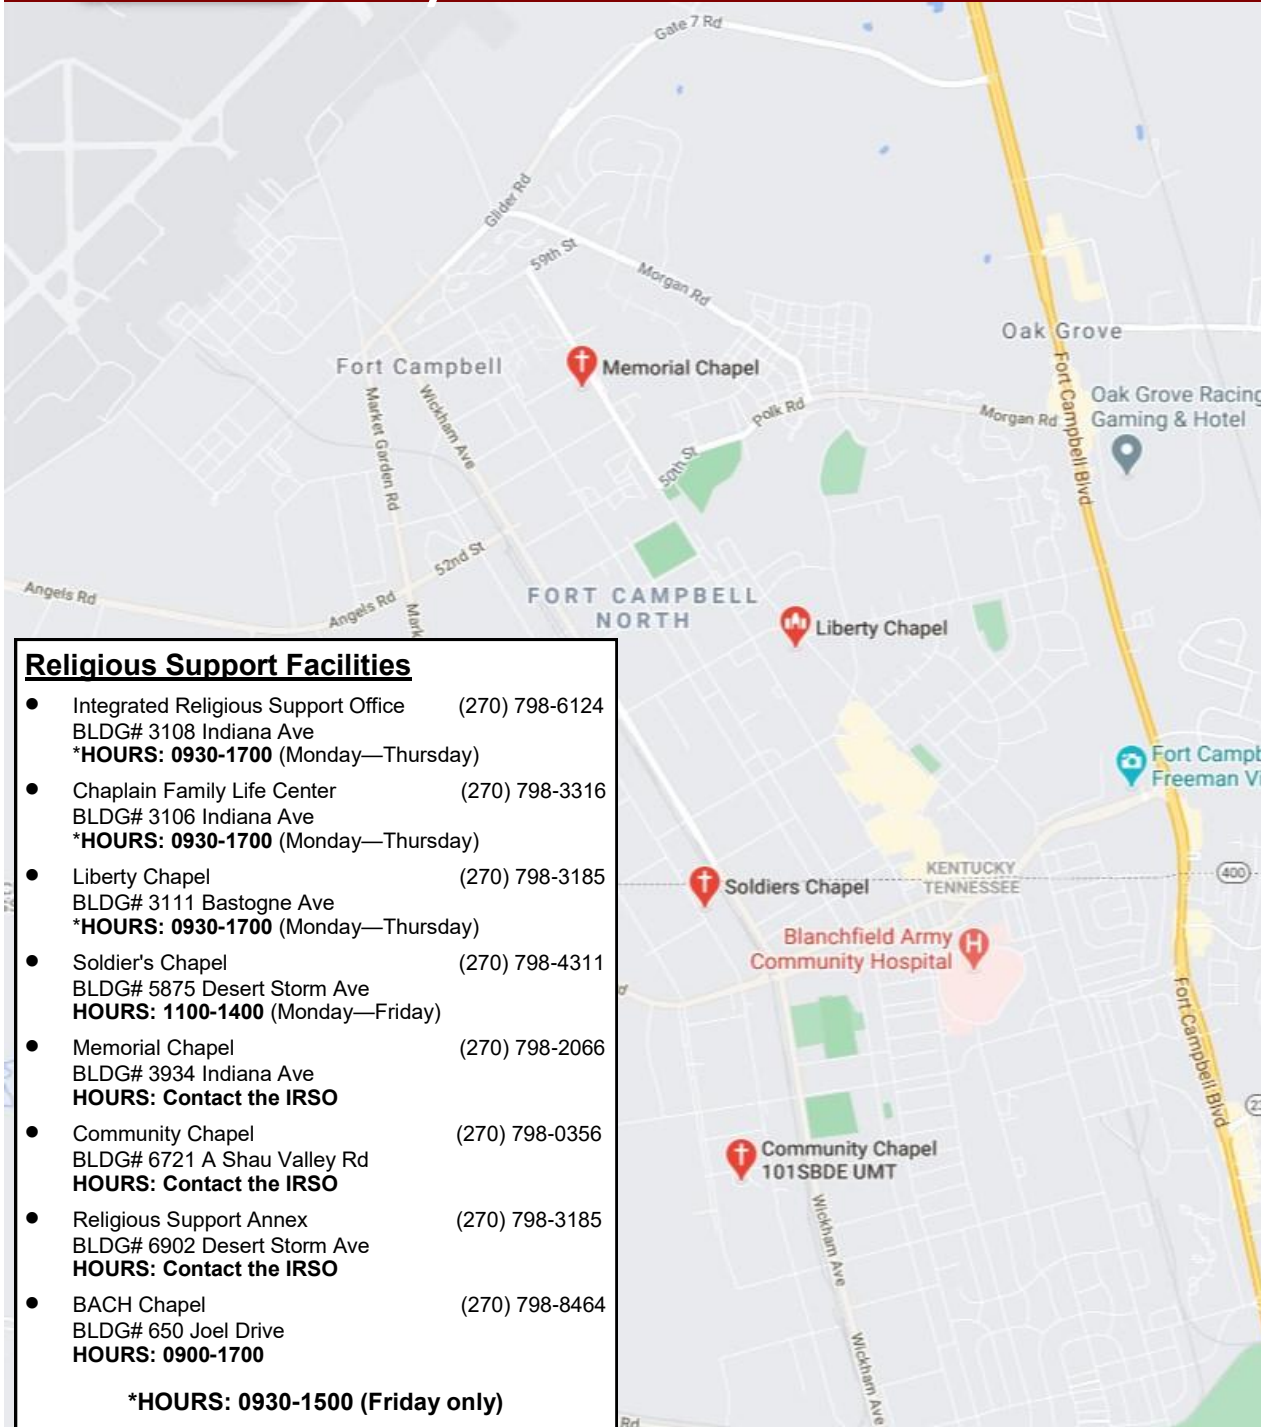 Gate 7 Rd
Glider Rd
59th St
Morgan Rd
Oak Grove
Fort Campbell
Memorial Chapel
Fort Campbell Blvd
Market Garden Rd
Wickham Ave
Polk Rd
Morgan Rd
Oak Grove Racing
Gaming & Hotel
50th St
52nd St
Angels Rd
Angels Rd
Mark
FORT CAMPBELL
NORTH
Liberty Chapel
Fort Campb
Freeman Vi
KENTUCKY
TENNESSEE
400
Soldiers Chapel
Blanchfield Army
Community Hospital
H
Fort Campbell Blvd
Community Chapel
101SBDE UMT
Wickham Ave
Wickham Ave
Rd
Religious Support Facilities
● Integrated Religious Support Office (270) 798-6124
BLDG# 3108 Indiana Ave
*HOURS: 0930-1700 (Monday—Thursday)
● Chaplain Family Life Center (270) 798-3316
BLDG# 3106 Indiana Ave
*HOURS: 0930-1700 (Monday—Thursday)
● Liberty Chapel (270) 798-3185
BLDG# 3111 Bastogne Ave
*HOURS: 0930-1700 (Monday—Thursday)
● Soldier's Chapel (270) 798-4311
BLDG# 5875 Desert Storm Ave
HOURS: 1100-1400 (Monday—Friday)
● Memorial Chapel (270) 798-2066
BLDG# 3934 Indiana Ave
HOURS: Contact the IRSO
● Community Chapel (270) 798-0356
BLDG# 6721 A Shau Valley Rd
HOURS: Contact the IRSO
● Religious Support Annex (270) 798-3185
BLDG# 6902 Desert Storm Ave
HOURS: Contact the IRSO
● BACH Chapel (270) 798-8464
BLDG# 650 Joel Drive
HOURS: 0900-1700
*HOURS: 0930-1500 (Friday only)